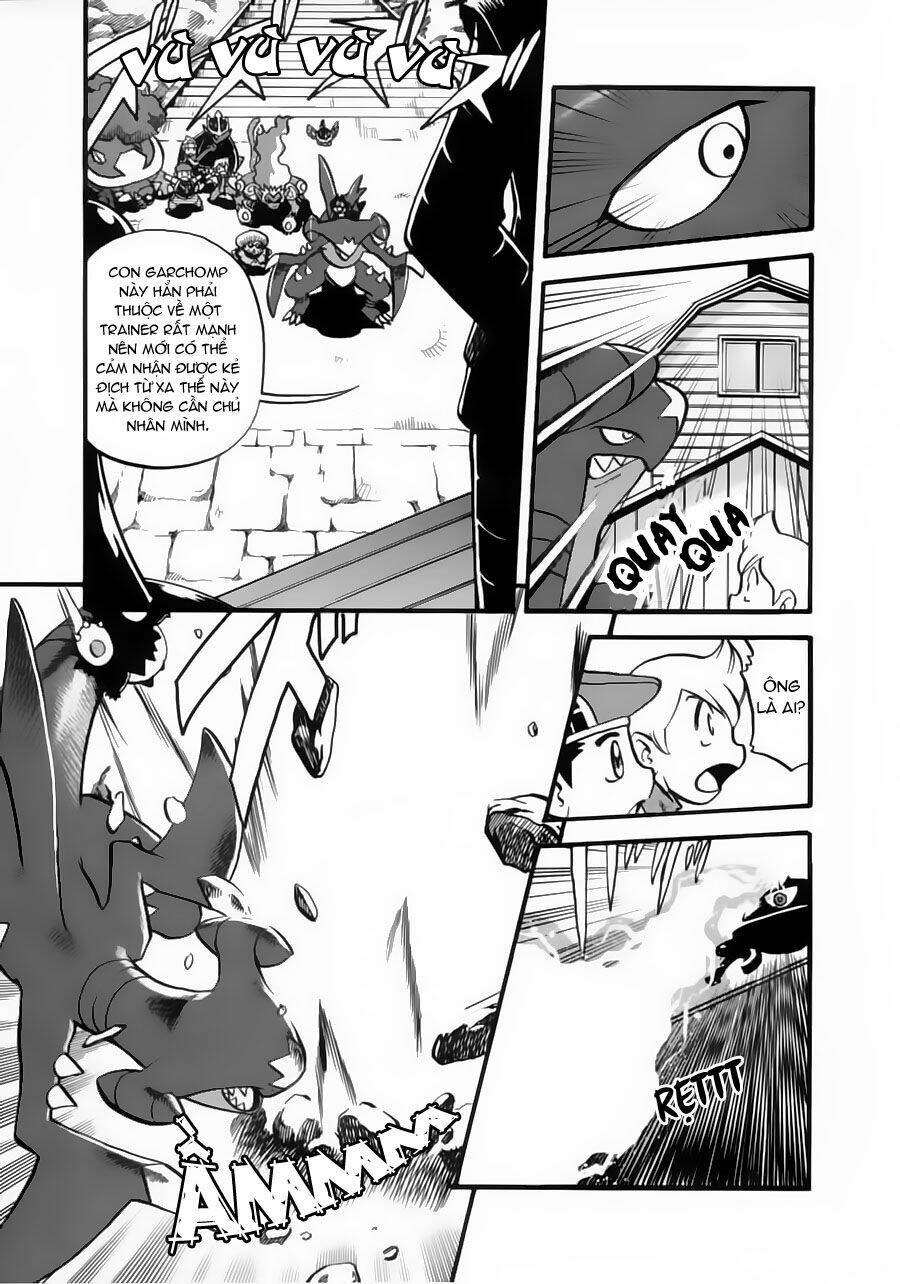 VÙ VÙ VÙ VÙ
CON GARCHOMP
NÀY HẲN PHẢI
THUỘC VỀ MỘT
TRAINER RẤT MẠNH
NÊN MỚI CÓ THỂ
CẢM NHẬN ĐƯỢC KẺ
ĐỊCH TỪ XA THẾ NÀY
MÀ KHÔNG CẦN CHỦ
NHÂN MÌNH.
QUAY
QUA
ÔNG
LÀ AI?
RẸTTT
ẦMMM